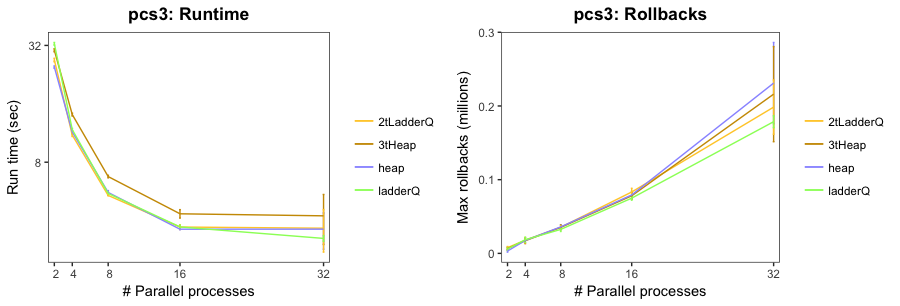 pcs3: Runtime
32
8
Run time (sec)
2 4 8 16 32
# Parallel processes
2tLadderQ
3tHeap
heap
ladderQ
pcs3: Rollbacks
0.3
0.2
0.1
0
Max rollbacks (millions)
2 4 8 16 32
# Parallel processes
2tLadderQ
3tHeap
heap
ladderQ